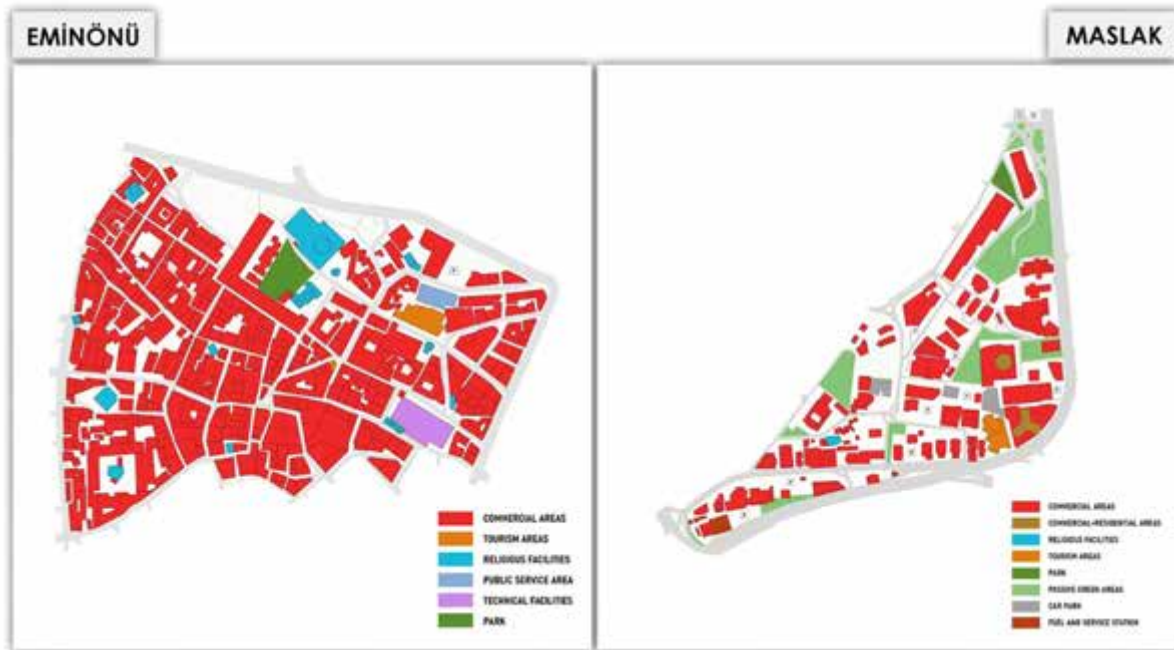 EMİNÖNÜ
MASLAK
COMMERCIAL AREAS
TOURISM AREAS
RELIGIOUS FACILITIES
PUBLIC SERVICE AREA
TECHNICAL FACILITIES
PARK
COMMERCIAL AREAS
COMMERCIAL+RESIDENTIAL AREAS
RELIGIOUS FACILITIES
TOURISM AREAS
PARK
PASSIVE GREEN AREAS
CAR PARK
FUEL AND SERVICE STATION